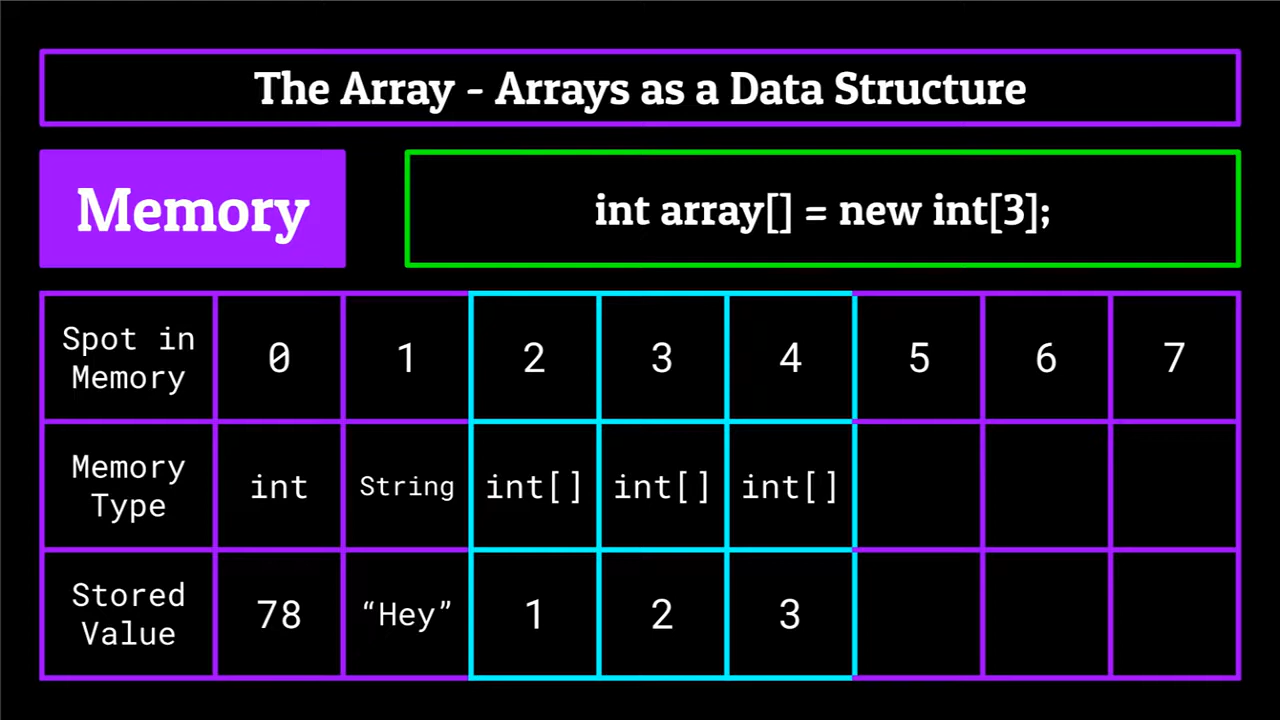 The Array - Arrays as a Data Structure
Memory
int array[] = new int[3];
Spot in
Memory
0 1 2 3 4 5 6 7
Memory
Type
int String int[] int[] int[]
Stored
Value
78 “Hey” 1 2 3